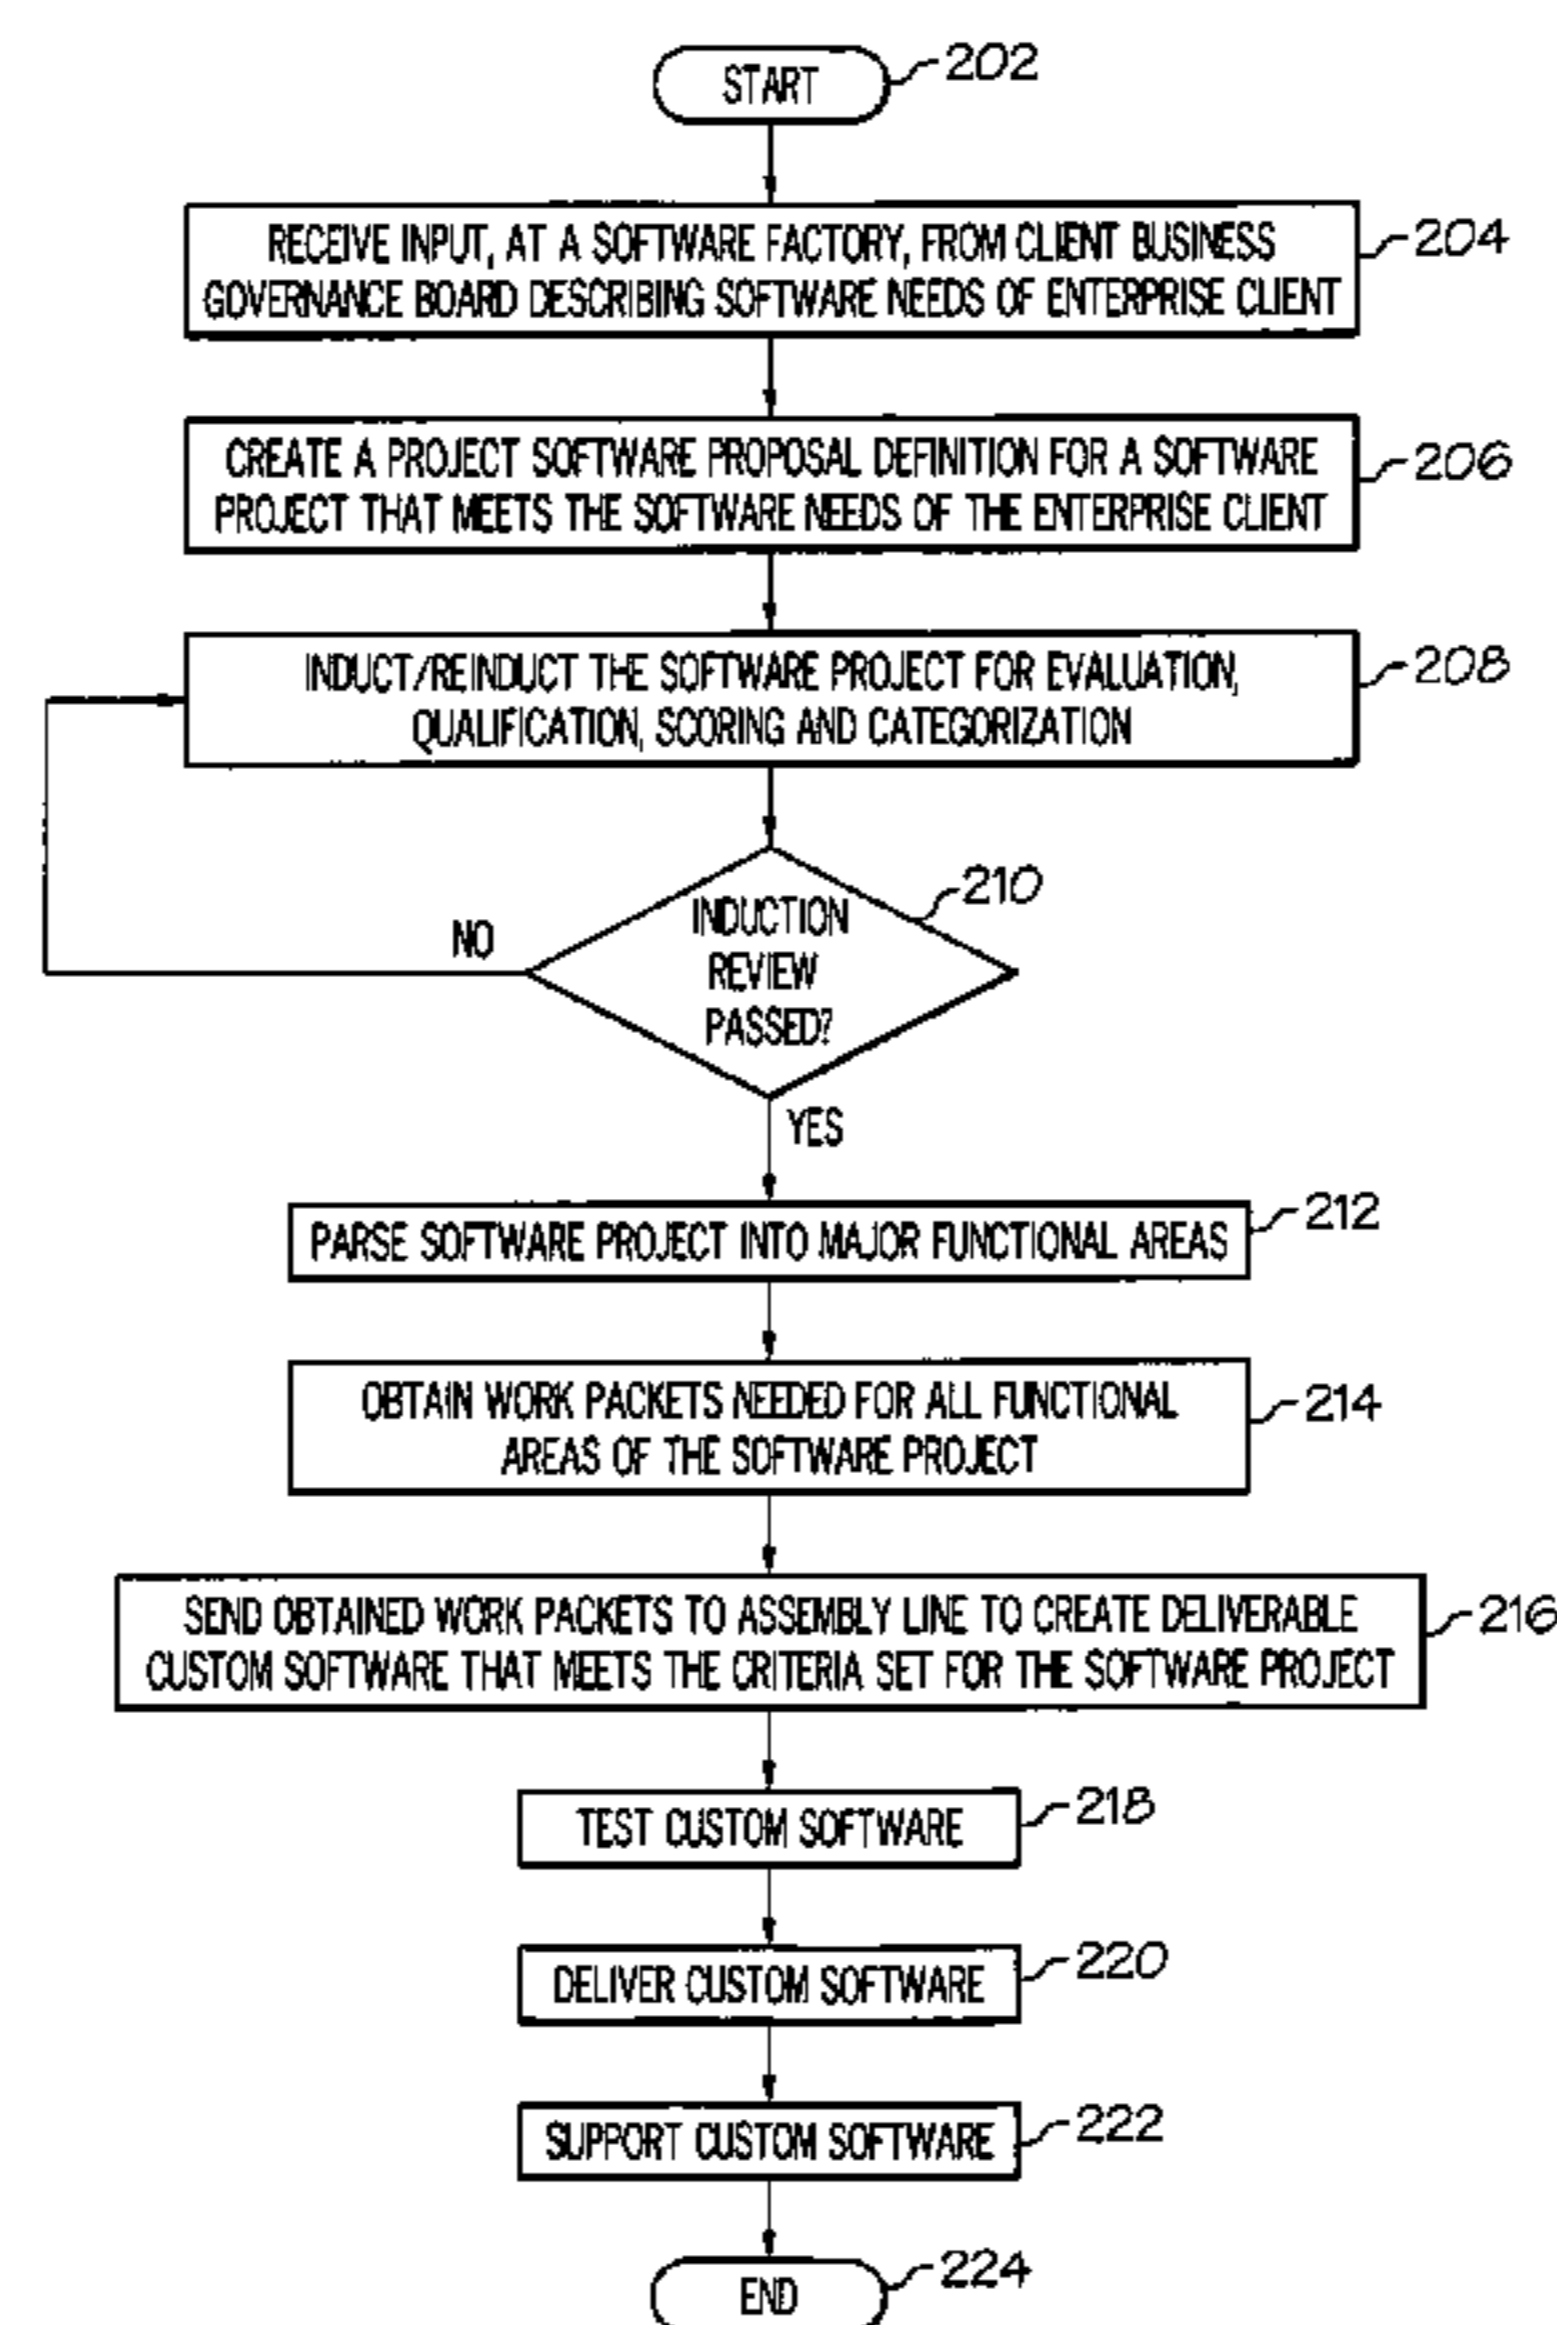 START
202
RECEIVE INPUT, AT A SOFTWARE FACTORY, FROM CLIENT BUSINESS
GOVERNANCE BOARD DESCRIBING SOFTWARE NEEDS OF ENTERPRISE CLIENT
204
CREATE A PROJECT SOFTWARE PROPOSAL DEFINITION FOR A SOFTWARE
PROJECT THAT MEETS THE SOFTWARE NEEDS OF THE ENTERPRISE CLIENT
206
INDUCT/REINDUCT THE SOFTWARE PROJECT FOR EVALUATION,
QUALIFICATION, SCORING AND CATEGORIZATION
208
INDUCTION
REVIEW
PASSED?
210
NO
YES
PARSE SOFTWARE PROJECT INTO MAJOR FUNCTIONAL AREAS
212
OBTAIN WORK PACKETS NEEDED FOR ALL FUNCTIONAL
AREAS OF THE SOFTWARE PROJECT
214
SEND OBTAINED WORK PACKETS TO ASSEMBLY LINE TO CREATE DELIVERABLE
CUSTOM SOFTWARE THAT MEETS THE CRITERIA SET FOR THE SOFTWARE PROJECT
216
TEST CUSTOM SOFTWARE
218
DELIVER CUSTOM SOFTWARE
220
SUPPORT CUSTOM SOFTWARE
222
END
224